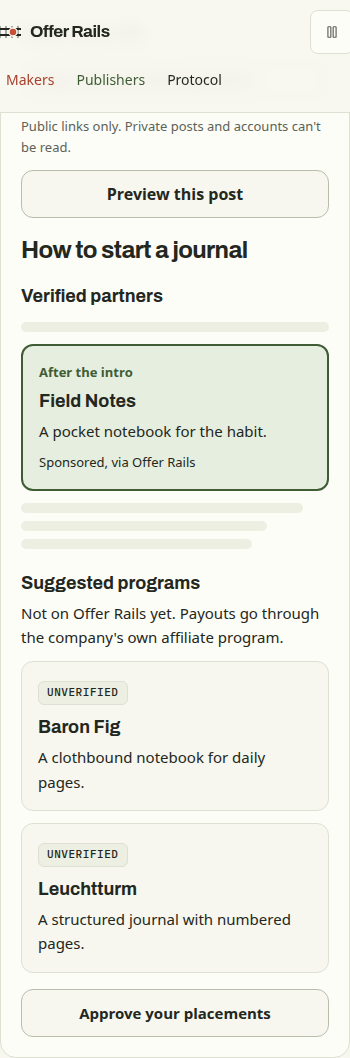 Offer Rails
Makers Publishers Protocol
Public links only. Private posts and accounts can't
be read.
Preview this post
How to start a journal
Verified partners
After the intro
Field Notes
A pocket notebook for the habit.
Sponsored, via Offer Rails
Suggested programs
Not on Offer Rails yet. Payouts go through
the company's own affiliate program.
UNVERIFIED
Baron Fig
A clothbound notebook for daily
pages.
UNVERIFIED
Leuchtturm
A structured journal with numbered
pages.
Approve your placements